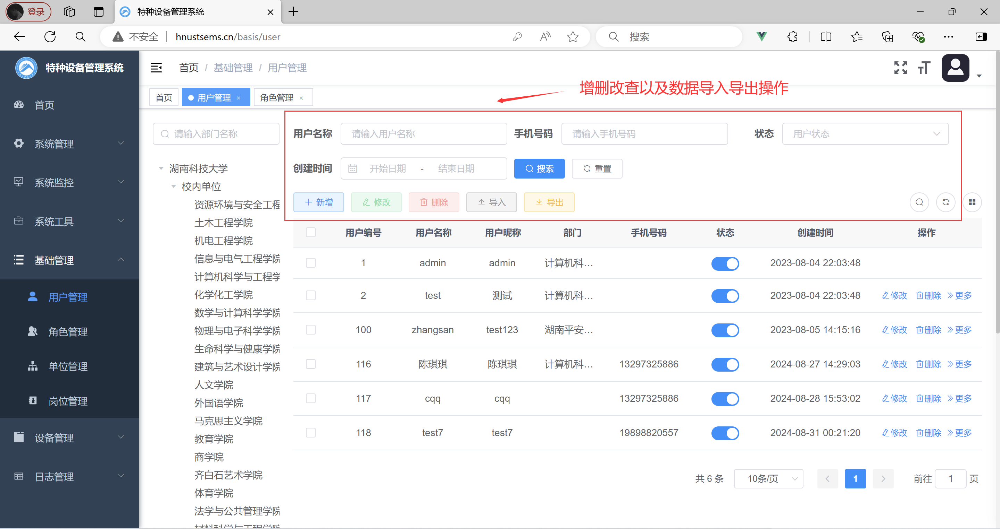 登录
特种设备管理系统
不安全
hnustsems.cn/basis/user
搜索
特种设备管理系统
首页
系统管理
系统监控
系统工具
基础管理
用户管理
角色管理
单位管理
岗位管理
设备管理
日志管理
首页 / 基础管理 / 用户管理
增删改查以及数据导入导出操作
首页 用户管理 × 角色管理 ×
请输入部门名称
湖南科技大学
校内单位
资源环境与安全工程
土木工程学院
机电工程学院
信息与电气工程学院
计算机科学与工程学
化学化工学院
数学与计算科学学院
物理与电子科学学院
生命科学与健康学院
建筑与艺术设计学院
人文学院
外国语学院
马克思主义学院
教育学院
商学院
齐白石艺术学院
体育学院
法学与公共管理学院
材料科学与工程学院
用户名称 请输入用户名称 手机号码 请输入手机号码 状态 用户状态
创建时间 开始日期 - 结束日期 搜索 重置
新增 修改 删除 导入 导出
用户编号 用户名称 用户昵称 部门 手机号码 状态 创建时间 操作
1 admin admin 计算机科… 2023-08-04 22:03:48
2 test 测试 计算机科… 2023-08-04 22:03:48 修改 删除 更多
100 zhangsan test123 湖南平安… 2023-08-05 14:15:16 修改 删除 更多
116 陈琪琪 陈琪琪 计算机科… 13297325886 2024-08-27 14:29:03 修改 删除 更多
117 cqq cqq 13297325886 2024-08-28 15:53:02 修改 删除 更多
118 test7 test7 19898820557 2024-08-31 00:21:20 修改 删除 更多
共 6 条 10条/页 1 前往 1 页